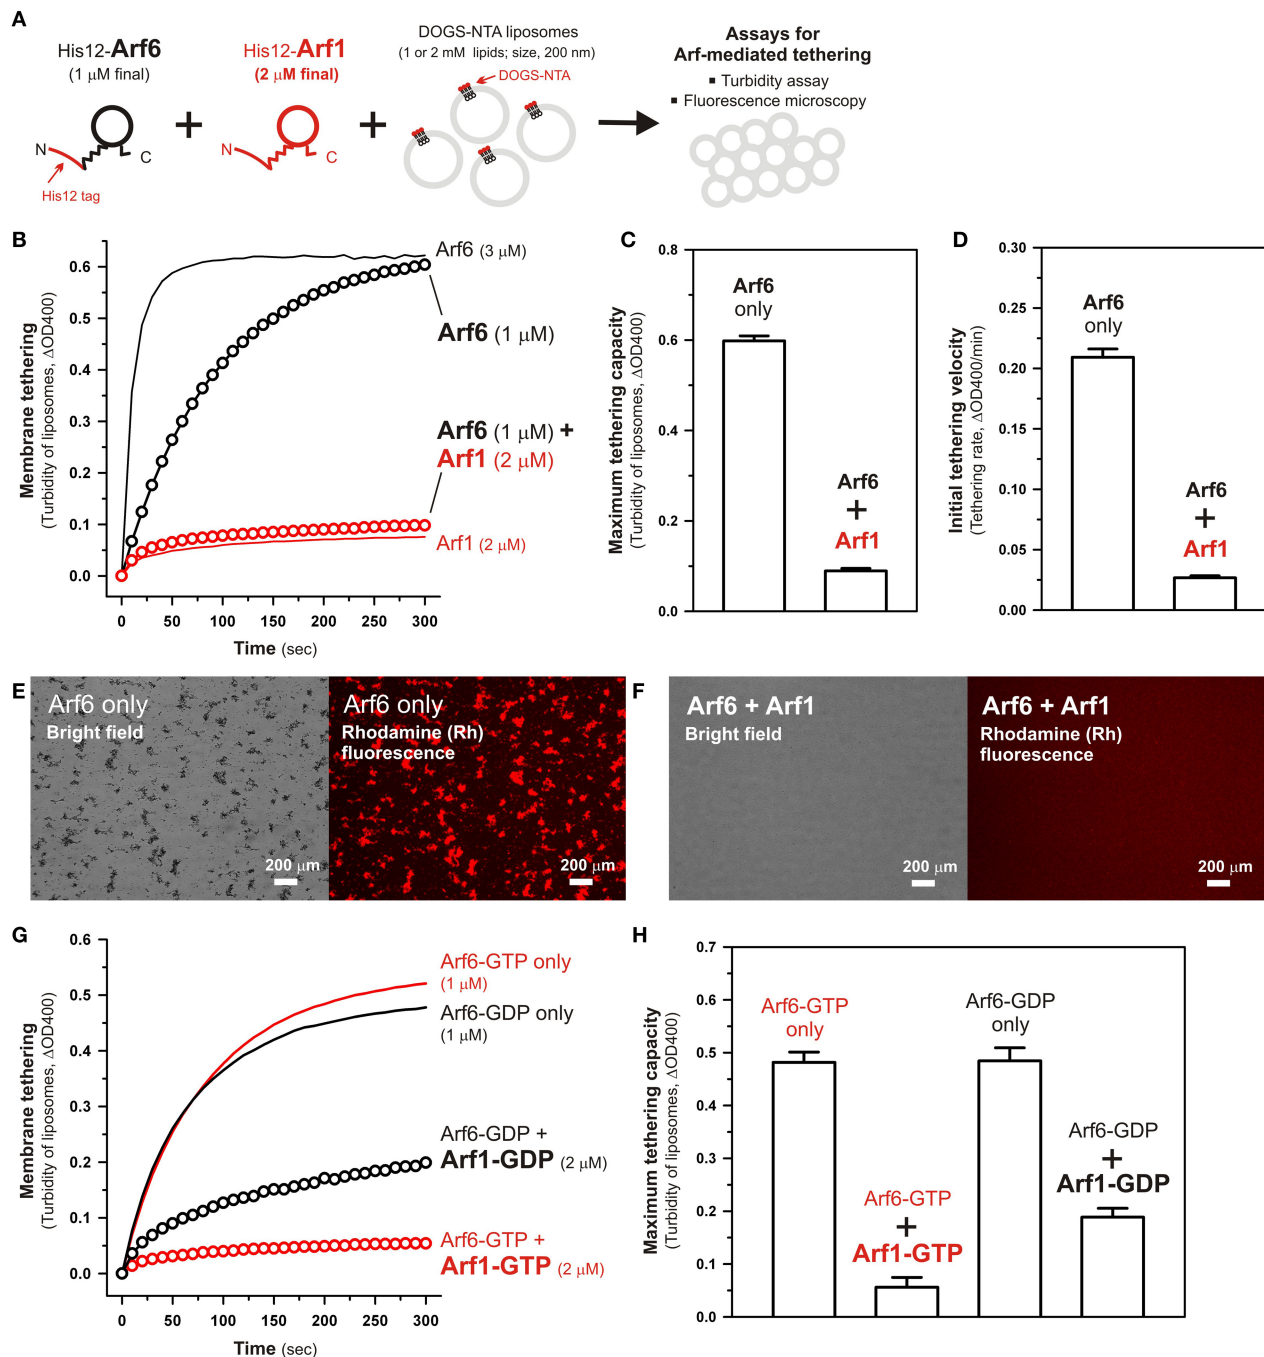 A
His12-Arf6
(1 μM final)
His12-Arf1
(2 μM final)
DOGS-NTA liposomes
(1 or 2 mM lipids; size, 200 nm)
DOGS-NTA
Assays for
Arf-mediated tethering
▪ Turbidity assay
▪ Fluorescence microscopy
N
C
His12 tag
N
C
B
Membrane tethering
(Turbidity of liposomes, ΔOD400)
0.6
0.5
0.4
0.3
0.2
0.1
0.0
0 50 100 150 200 250 300
Time (sec)
Arf6 (3 μM)
Arf6 (1 μM)
Arf6 (1 μM) +
Arf1 (2 μM)
Arf1 (2 μM)
C
Maximum tethering capacity
(Turbidity of liposomes, ΔOD400)
0.8
0.6
0.4
0.2
0.0
Arf6
only
Arf6
+
Arf1
D
Initial tethering velocity
(Tethering rate, ΔOD400/min)
0.30
0.25
0.20
0.15
0.10
0.05
0.00
Arf6
only
Arf6
+
Arf1
E
Arf6 only
Bright field
200 μm
Arf6 only
Rhodamine (Rh)
fluorescence
200 μm
F
Arf6 + Arf1
Bright field
200 μm
Arf6 + Arf1
Rhodamine (Rh)
fluorescence
200 μm
G
Membrane tethering
(Turbidity of liposomes, ΔOD400)
0.6
0.5
0.4
0.3
0.2
0.1
0.0
0 50 100 150 200 250 300
Time (sec)
Arf6-GTP only
(1 μM)
Arf6-GDP only
(1 μM)
Arf6-GDP +
Arf1-GDP (2 μM)
Arf6-GTP +
Arf1-GTP (2 μM)
H
Maximum tethering capacity
(Turbidity of liposomes, ΔOD400)
0.7
0.6
0.5
0.4
0.3
0.2
0.1
0.0
Arf6-GTP
only
Arf6-GTP
+
Arf1-GTP
Arf6-GDP
only
Arf6-GDP
+
Arf1-GDP